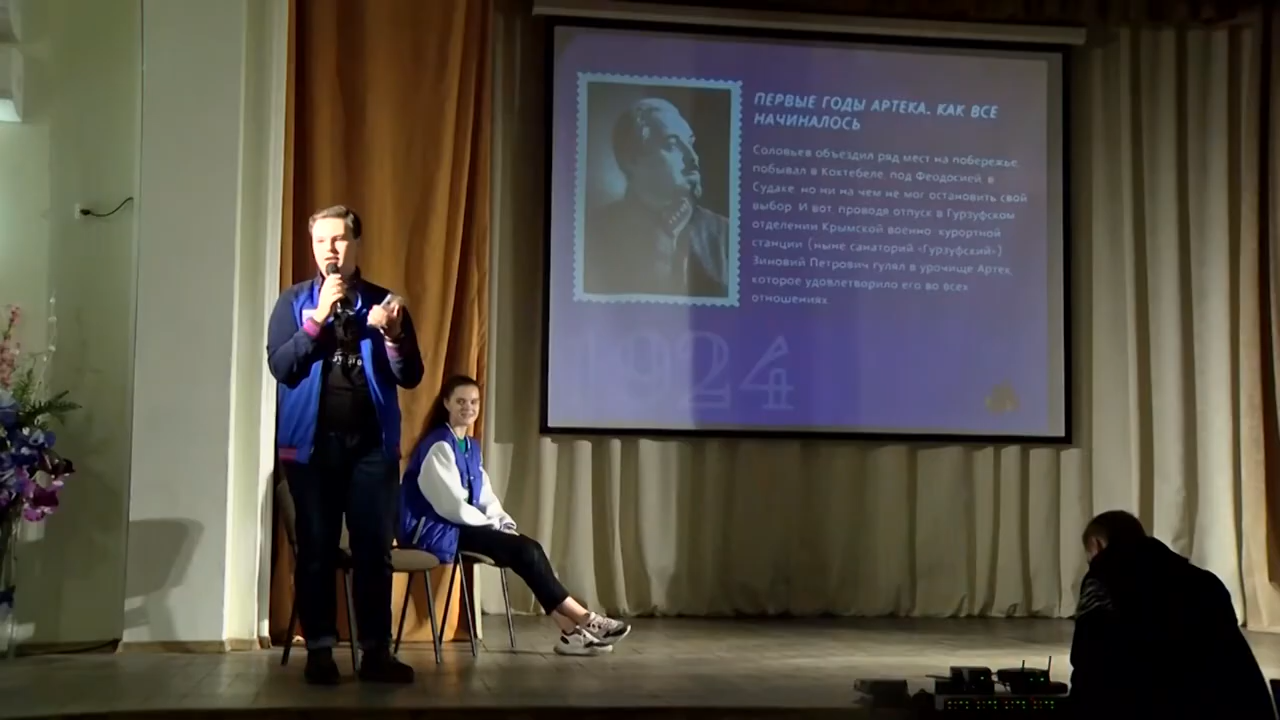 ПЕРВЫЕ ГОДЫ АРТЕКА. КАК ВСЕ
НАЧИНАЛОСЬ
Соловьев объездил ряд мест на побережье,
побывал в Коктебеле, под Феодосией, в
Судаке, но ни на чем не мог остановить свой
выбор. И вот, проводя отпуск в Гурзуфском
отделении Крымской военно-курортной
станции (ныне санаторий «Гурзуфский»)
Зиновий Петрович гулял в урочище Артек,
которое удовлетворило его во всех
отношениях.
1924